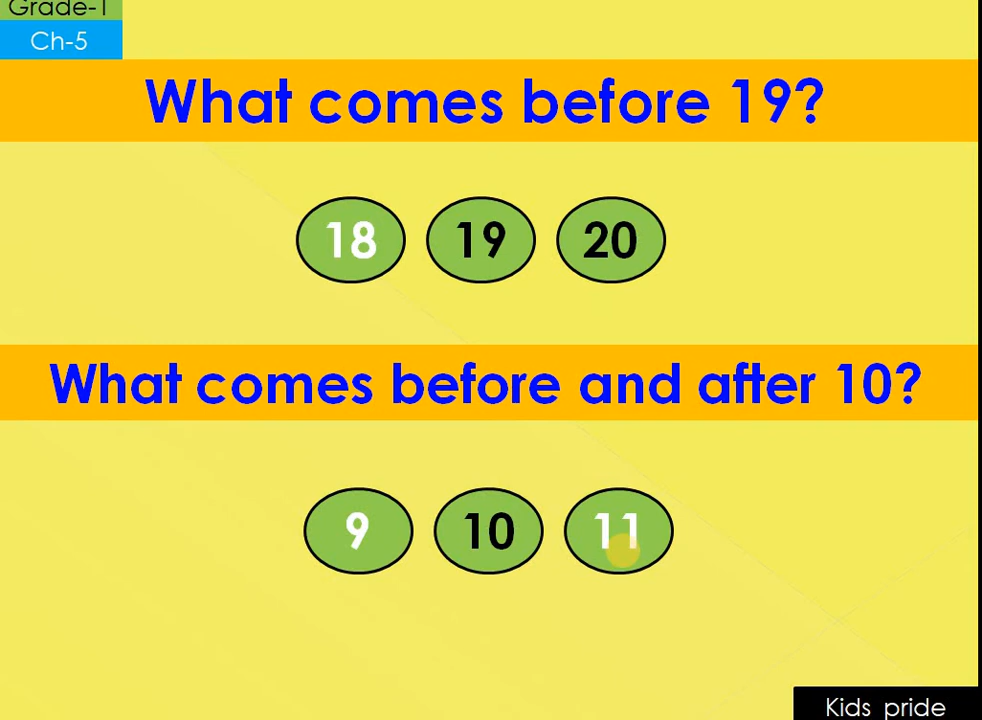 Grade-1
Ch-5
What comes before 19?
18 19 20
What comes before and after 10?
9 10 11
Kids pride